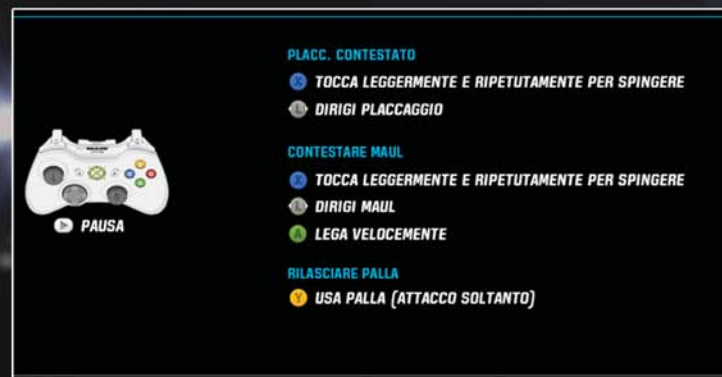 PLACC. CONTESTATO
X TOCCA LEGGERMENTE E RIPETUTAMENTE PER SPINGERE
L DIRIGI PLACCAGGIO
CONTESTARE MAUL
X TOCCA LEGGERMENTE E RIPETUTAMENTE PER SPINGERE
L DIRIGI MAUL
PAUSA
A LEGA VELOCEMENTE
RILASCIARE PALLA
Y USA PALLA (ATTACCO SOLTANTO)